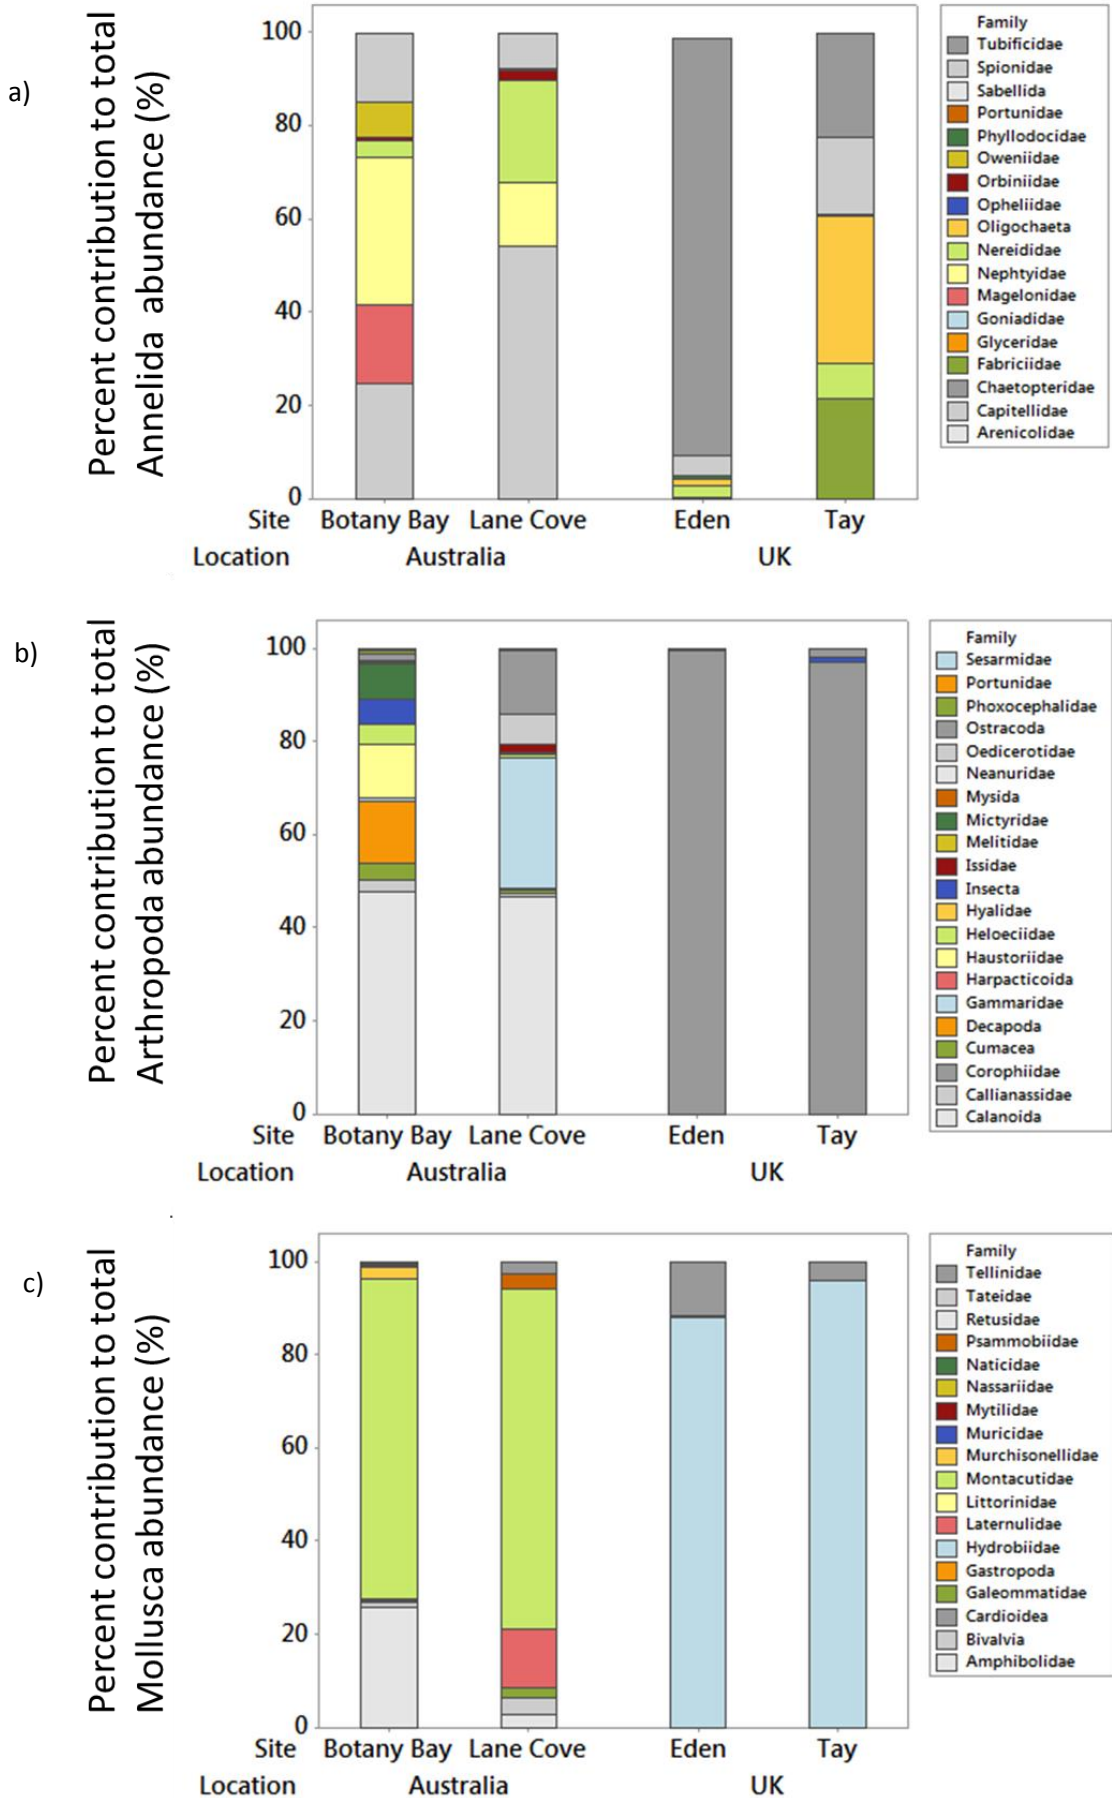 a)
Percent contribution to total
Annelida abundance (%)
100
80
60
40
20
0
Site Botany Bay Lane Cove Eden Tay
Location Australia UK
Family
Tubificidae
Spionidae
Sabellida
Portunidae
Phyllodocidae
Oweniidae
Orbiniidae
Opheliidae
Oligochaeta
Nereididae
Nephtyidae
Magelonidae
Goniadidae
Glyceridae
Fabriciidae
Chaetopteridae
Capitellidae
Arenicolidae
b)
Percent contribution to total
Arthropoda abundance (%)
100
80
60
40
20
0
Site Botany Bay Lane Cove Eden Tay
Location Australia UK
Family
Sesarmidae
Portunidae
Phoxocephalidae
Ostracoda
Oedicerotidae
Neanuridae
Mysida
Mictyridae
Melitidae
Issidae
Insecta
Hyalidae
Heloeciidae
Haustoriidae
Harpacticoida
Gammaridae
Decapoda
Cumacea
Corophiidae
Callianassidae
Calanoida
c)
Percent contribution to total
Mollusca abundance (%)
100
80
60
40
20
0
Site Botany Bay Lane Cove Eden Tay
Location Australia UK
Family
Tellinidae
Tateidae
Retusidae
Psammobiidae
Naticidae
Nassariidae
Mytilidae
Muricidae
Murchisonellidae
Montacutidae
Littorinidae
Laternulidae
Hydrobiidae
Gastropoda
Galeommatidae
Cardioidea
Bivalvia
Amphibolidae